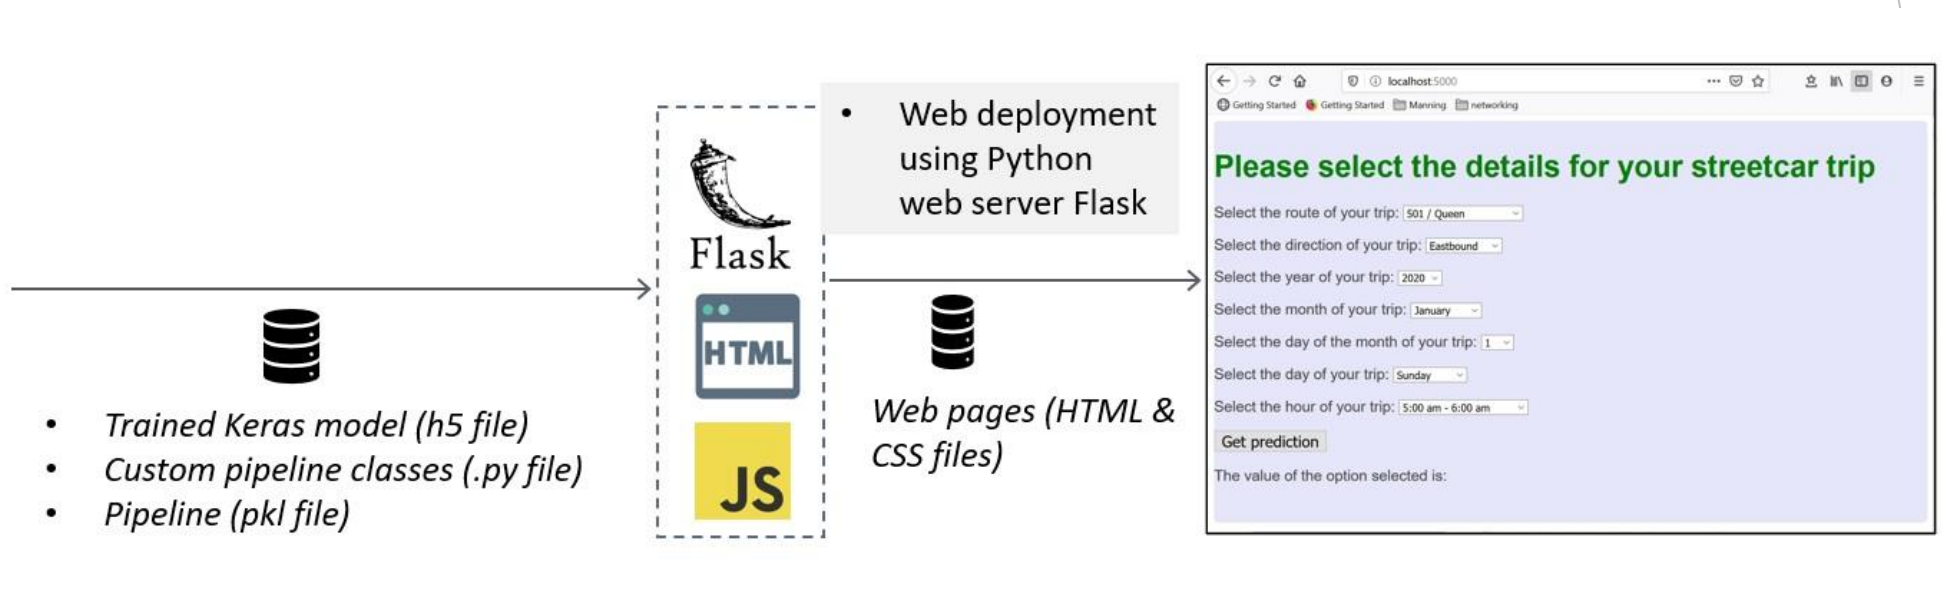 • Trained Keras model (h5 file)
• Custom pipeline classes (.py file)
• Pipeline (pkl file)
Flask
HTML
JS
• Web deployment
using Python
web server Flask
Web pages (HTML &
CSS files)
localhost:5000
Getting Started Getting Started Manning networking
Please select the details for your streetcar trip
Select the route of your trip: 501 / Queen
Select the direction of your trip: Eastbound
Select the year of your trip: 2020
Select the month of your trip: January
Select the day of the month of your trip: 1
Select the day of your trip: Sunday
Select the hour of your trip: 5:00 am - 6:00 am
Get prediction
The value of the option selected is: